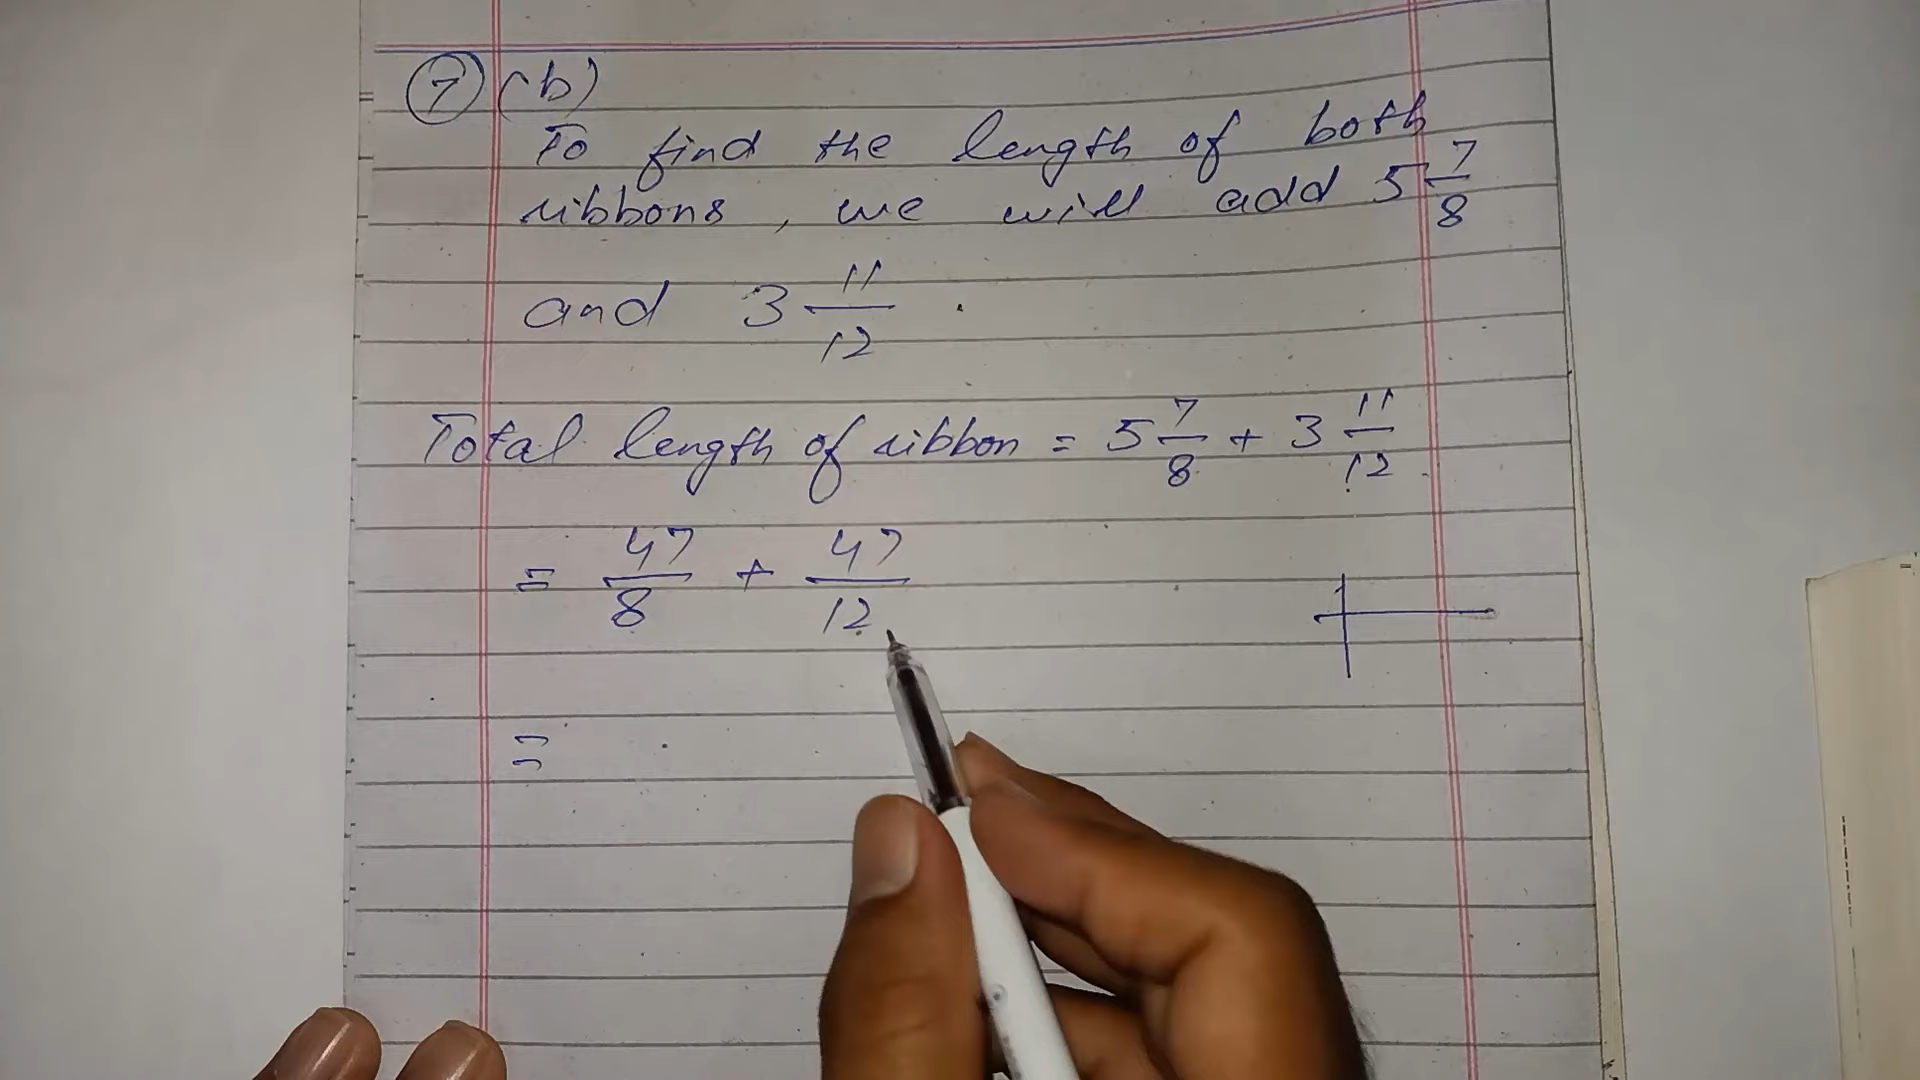 7 (b)
To find the length of both
ribbons, we will add 5 7/8
and 3 11/12 .
Total length of ribbon = 5 7/8 + 3 11/12
= 47/8 + 47/12
=